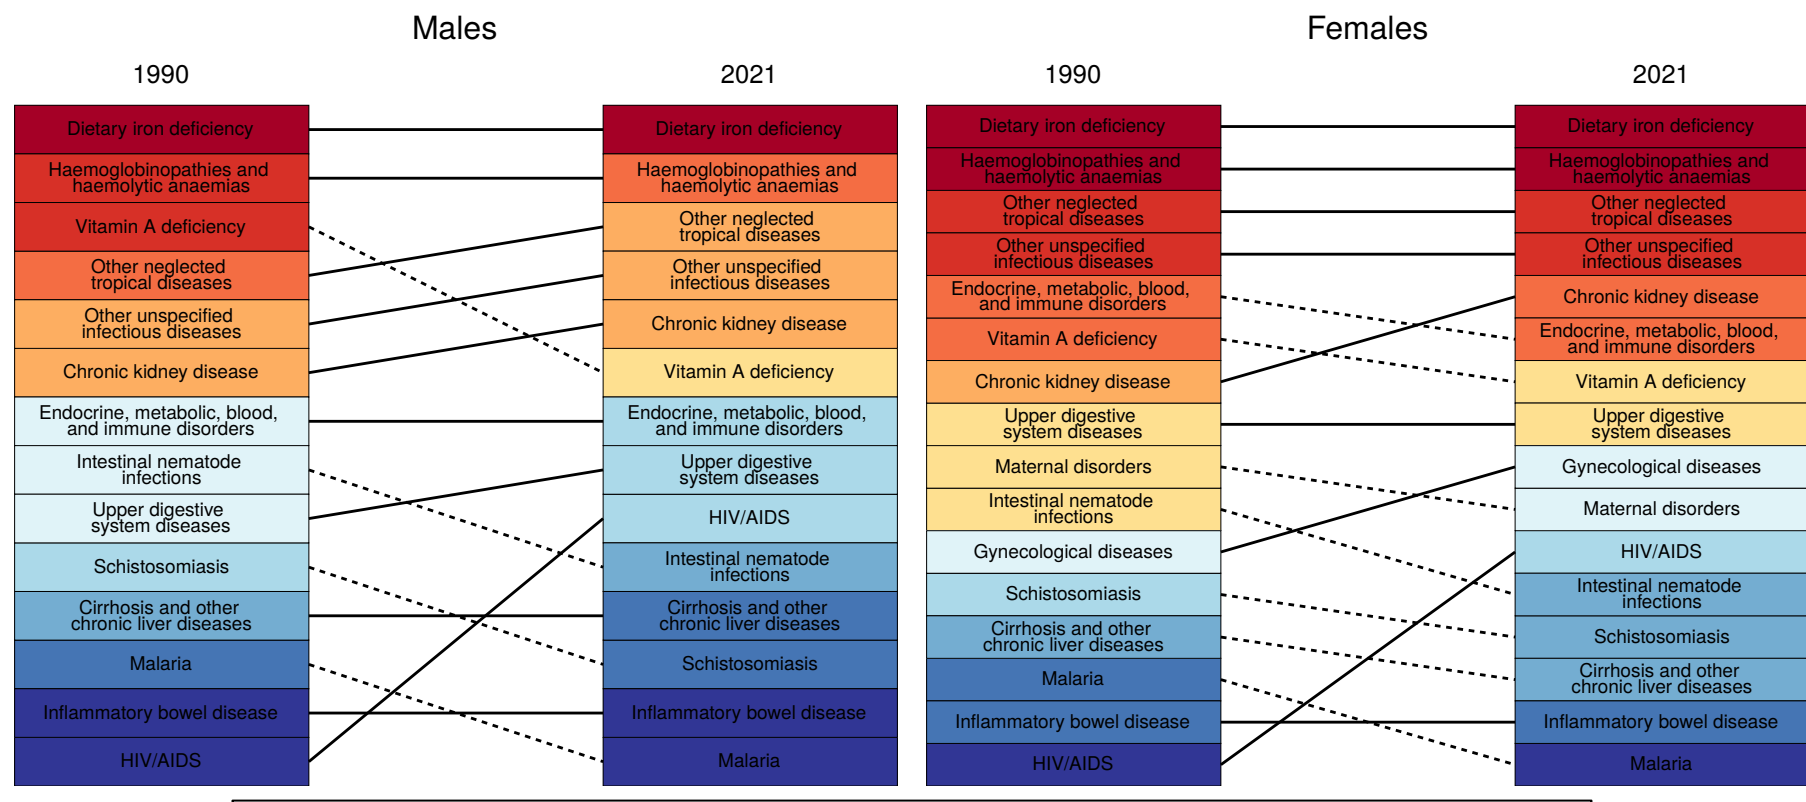 Males
1990
2021
Dietary iron deficiency
Haemoglobinopathies and
haemolytic anaemias
Vitamin A deficiency
Other neglected
tropical diseases
Other unspecified
infectious diseases
Chronic kidney disease
Endocrine, metabolic, blood,
and immune disorders
Intestinal nematode
infections
Upper digestive
system diseases
Schistosomiasis
Cirrhosis and other
chronic liver diseases
Malaria
Inflammatory bowel disease
HIV/AIDS
Dietary iron deficiency
Haemoglobinopathies and
haemolytic anaemias
Other neglected
tropical diseases
Other unspecified
infectious diseases
Chronic kidney disease
Vitamin A deficiency
Endocrine, metabolic, blood,
and immune disorders
Upper digestive
system diseases
HIV/AIDS
Intestinal nematode
infections
Cirrhosis and other
chronic liver diseases
Schistosomiasis
Inflammatory bowel disease
Malaria
Females
1990
2021
Dietary iron deficiency
Haemoglobinopathies and
haemolytic anaemias
Other neglected
tropical diseases
Other unspecified
infectious diseases
Endocrine, metabolic, blood,
and immune disorders
Vitamin A deficiency
Chronic kidney disease
Upper digestive
system diseases
Maternal disorders
Intestinal nematode
infections
Gynecological diseases
Schistosomiasis
Cirrhosis and other
chronic liver diseases
Malaria
Inflammatory bowel disease
HIV/AIDS
Dietary iron deficiency
Haemoglobinopathies and
haemolytic anaemias
Other neglected
tropical diseases
Other unspecified
infectious diseases
Chronic kidney disease
Endocrine, metabolic, blood,
and immune disorders
Vitamin A deficiency
Upper digestive
system diseases
Gynecological diseases
Maternal disorders
HIV/AIDS
Intestinal nematode
infections
Schistosomiasis
Cirrhosis and other
chronic liver diseases
Inflammatory bowel disease
Malaria